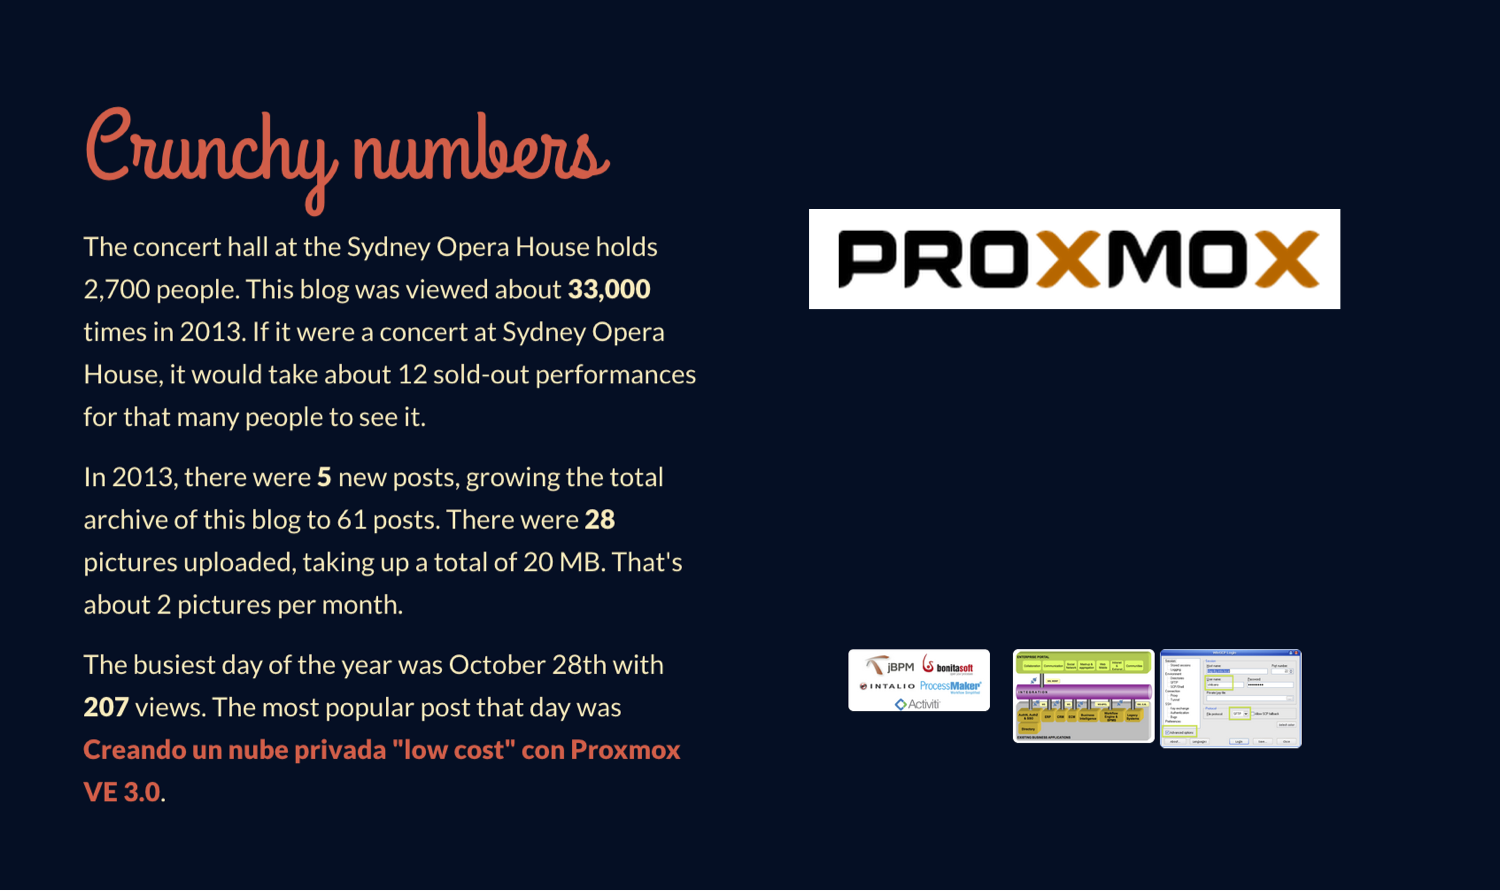 Crunchy numbers
The concert hall at the Sydney Opera House holds
2,700 people. This blog was viewed about 33,000
times in 2013. If it were a concert at Sydney Opera
House, it would take about 12 sold-out performances
for that many people to see it.
In 2013, there were 5 new posts, growing the total
archive of this blog to 61 posts. There were 28
pictures uploaded, taking up a total of 20 MB. That's
about 2 pictures per month.
The busiest day of the year was October 28th with
207 views. The most popular post that day was
Creando un nube privada "low cost" con Proxmox
VE 3.0.
PROXMOX
jBPM bonitasoft
INTALIO ProcessMaker
Activiti
ENTERPRISE PORTAL
INTEGRATION
EXISTING BUSINESS APPLICATIONS